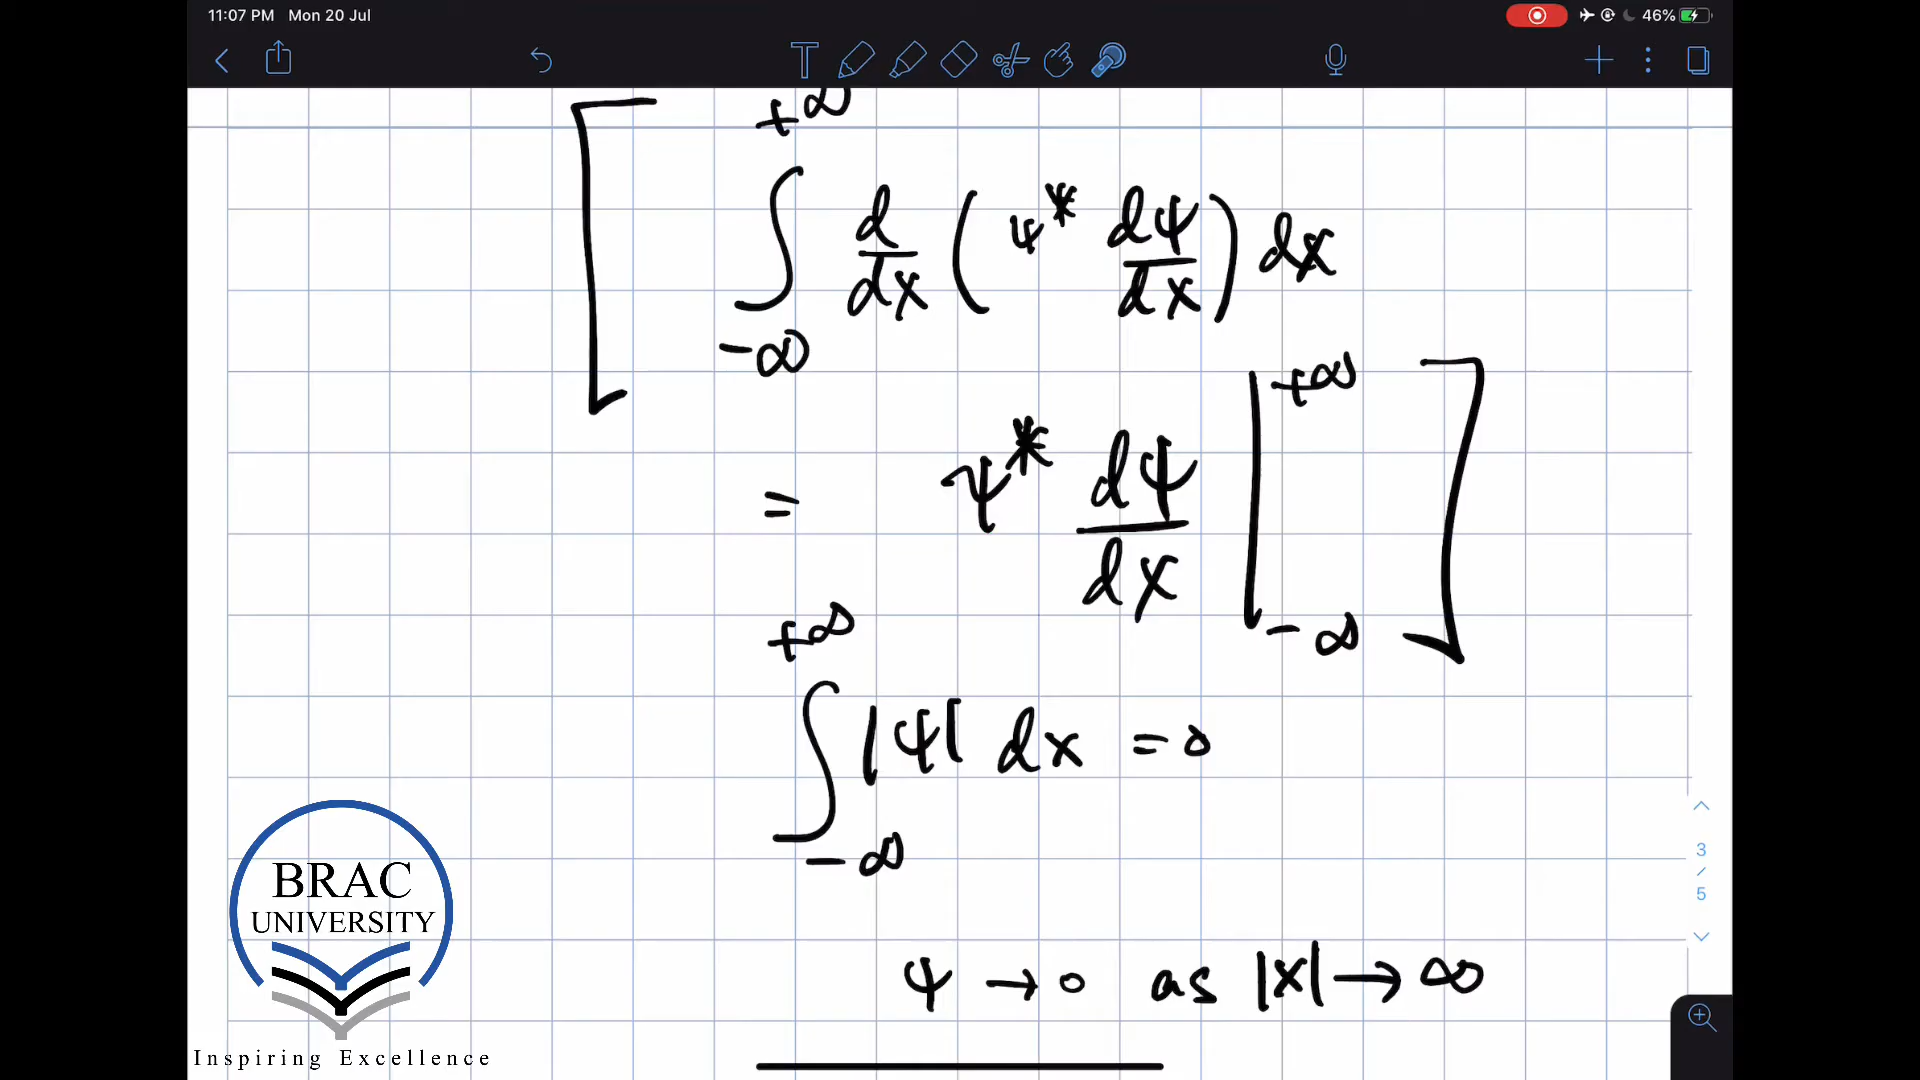 11:07 PM Mon 20 Jul
46%
T
+∞
∫ d/dx ( ψ* dψ/dx ) dx
-∞
= ψ* dψ/dx |
+∞
-∞
+∞
∫ |ψ| dx = 0
-∞
ψ → 0 as |x| → ∞
3
/
5
BRAC
UNIVERSITY
Inspiring Excellence